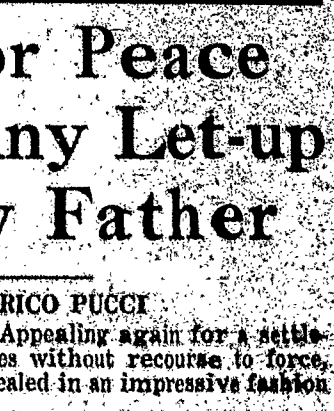 or Peace
ny Let-up
y Father
RICO PUCCI
Appealing again for a settle-
es without recourse to force,
ealed in an impressive fashion